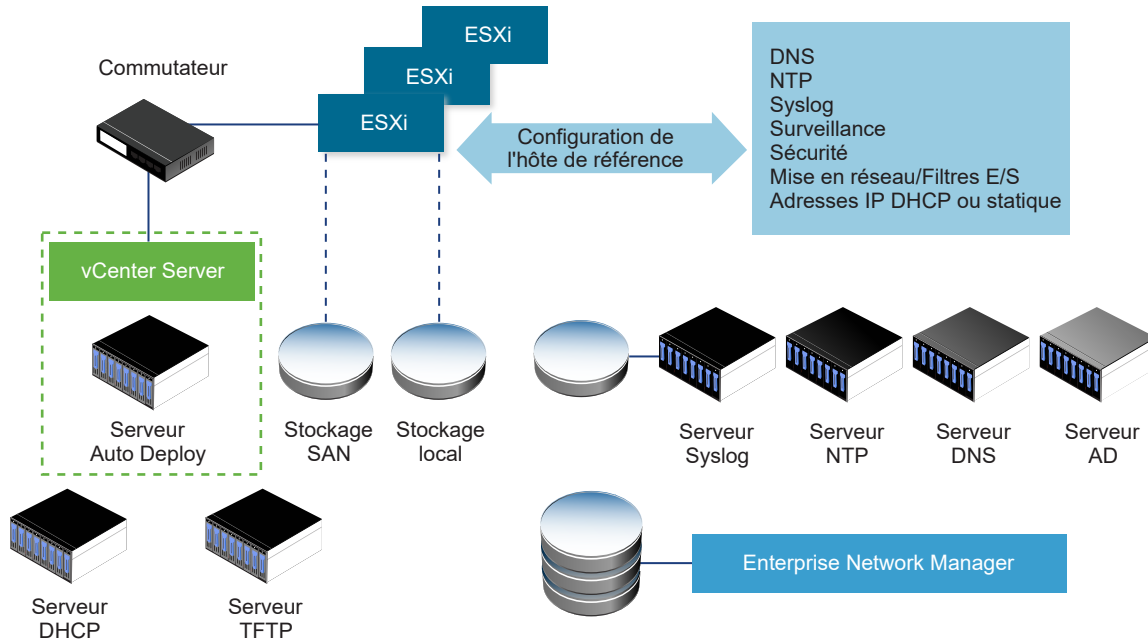 ESXi
ESXi
ESXi
Commutateur
Configuration de
l'hôte de référence
DNS
NTP
Syslog
Surveillance
Sécurité
Mise en réseau/Filtres E/S
Adresses IP DHCP ou statique
vCenter Server
Serveur
Auto Deploy
Stockage
SAN
Stockage
local
Serveur
Syslog
Serveur
NTP
Serveur
DNS
Serveur
AD
Serveur
DHCP
Serveur
TFTP
Enterprise Network Manager